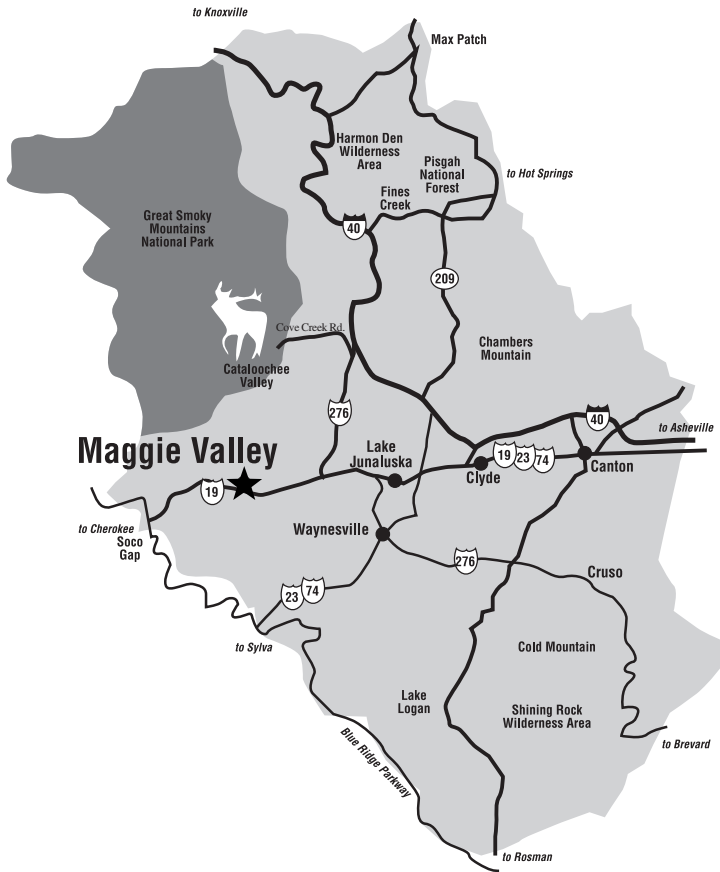 to Knoxville
Max Patch
Harmon Den
Wilderness
Area
Pisgah
National
Forest
to Hot Springs
Fines
Creek
Great Smoky
Mountains
National Park
40
209
Cove Creek Rd.
Chambers
Mountain
Cataloochee
Valley
276
40
to Asheville
Maggie Valley
Lake
Junaluska
19 23 74
Clyde
Canton
19
to Cherokee
Soco
Gap
Waynesville
276
Cruso
23 74
to Sylva
Cold Mountain
Lake
Logan
Shining Rock
Wilderness Area
Blue Ridge Parkway
to Brevard
to Rosman